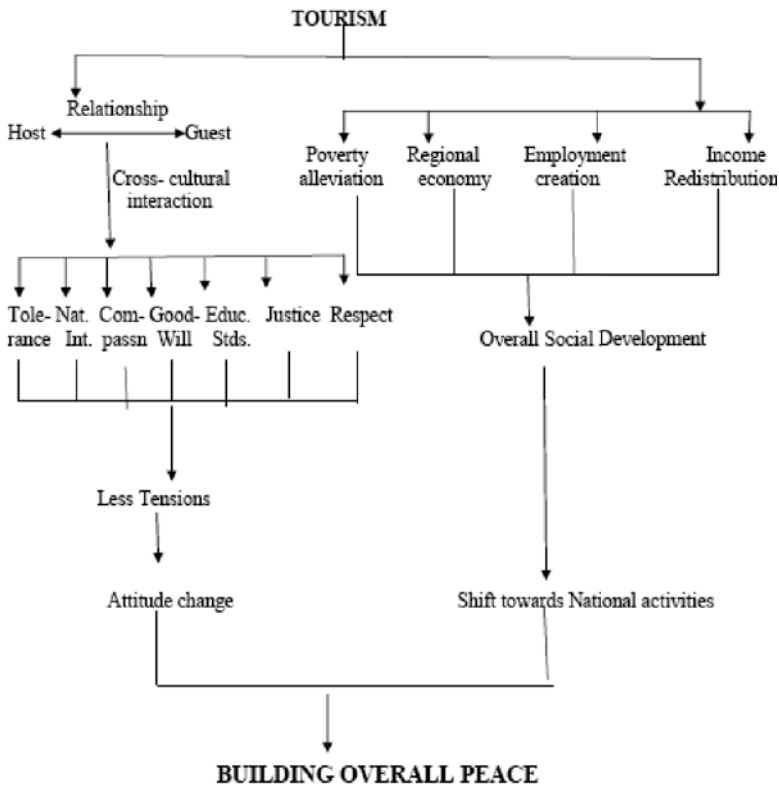 TOURISM
Relationship
Host Guest
Poverty Regional Employment Income
alleviation economy creation Redistribution
Cross- cultural
interaction
Tole- Nat. Com- Good- Educ. Justice Respect
rance Int. passn Will Stds.
Overall Social Development
Less Tensions
Attitude change Shift towards National activities
BUILDING OVERALL PEACE